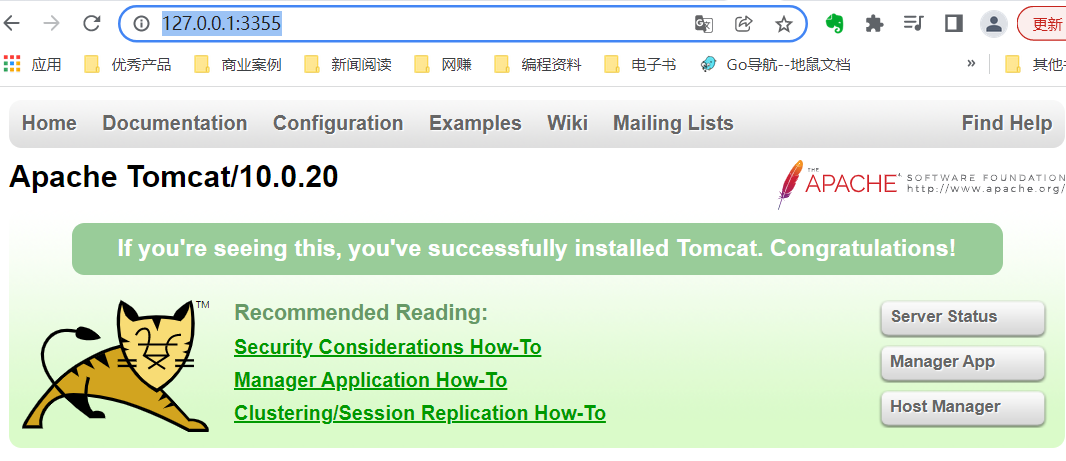 127.0.0.1:3355
更新
应用 优秀产品 商业案例 新闻阅读 网赚 编程资料 电子书 Go导航--地鼠文档 » 其他
Home Documentation Configuration Examples Wiki Mailing Lists Find Help
Apache Tomcat/10.0.20
THE APACHE SOFTWARE FOUNDATION
http://www.apache.org/
If you're seeing this, you've successfully installed Tomcat. Congratulations!
TM
Recommended Reading:
Security Considerations How-To
Manager Application How-To
Clustering/Session Replication How-To
Server Status
Manager App
Host Manager